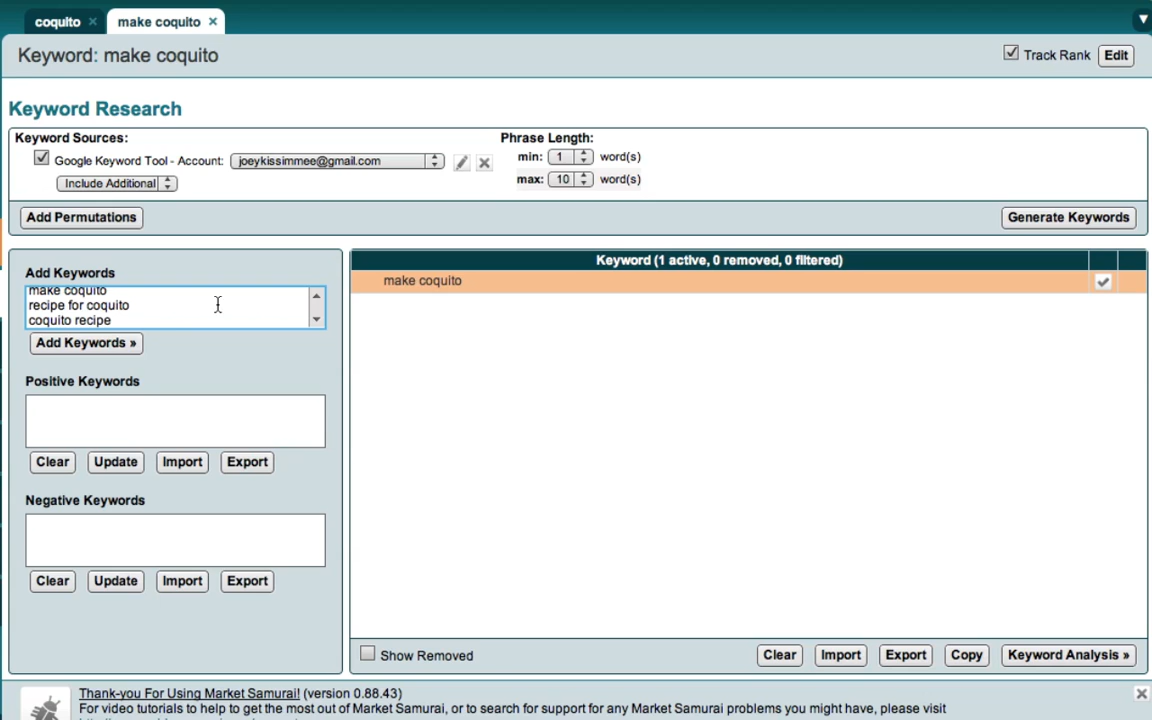 coquito
make coquito
Keyword: make coquito
Track Rank
Edit
Keyword Research
Keyword Sources:
Phrase Length:
Google Keyword Tool - Account: joeykissimmee@gmail.com
min: 1 word(s)
Include Additional
max: 10 word(s)
Add Permutations
Generate Keywords
Add Keywords
make coquito
recipe for coquito
coquito recipe
Add Keywords »
Keyword (1 active, 0 removed, 0 filtered)
make coquito
Positive Keywords
Clear Update Import Export
Negative Keywords
Clear Update Import Export
Show Removed
Clear Import Export Copy Keyword Analysis »
Thank-you For Using Market Samurai! (version 0.88.43)
For video tutorials to help to get the most out of Market Samurai, or to search for support for any Market Samurai problems you might have, please visit